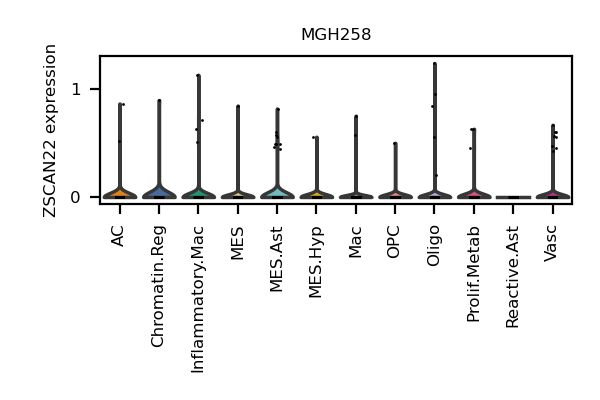 MGH258
ZSCAN22 expression
1
0
AC
Chromatin.Reg
Inflammatory.Mac
MES
MES.Ast
MES.Hyp
Mac
OPC
Oligo
Prolif.Metab
Reactive.Ast
Vasc